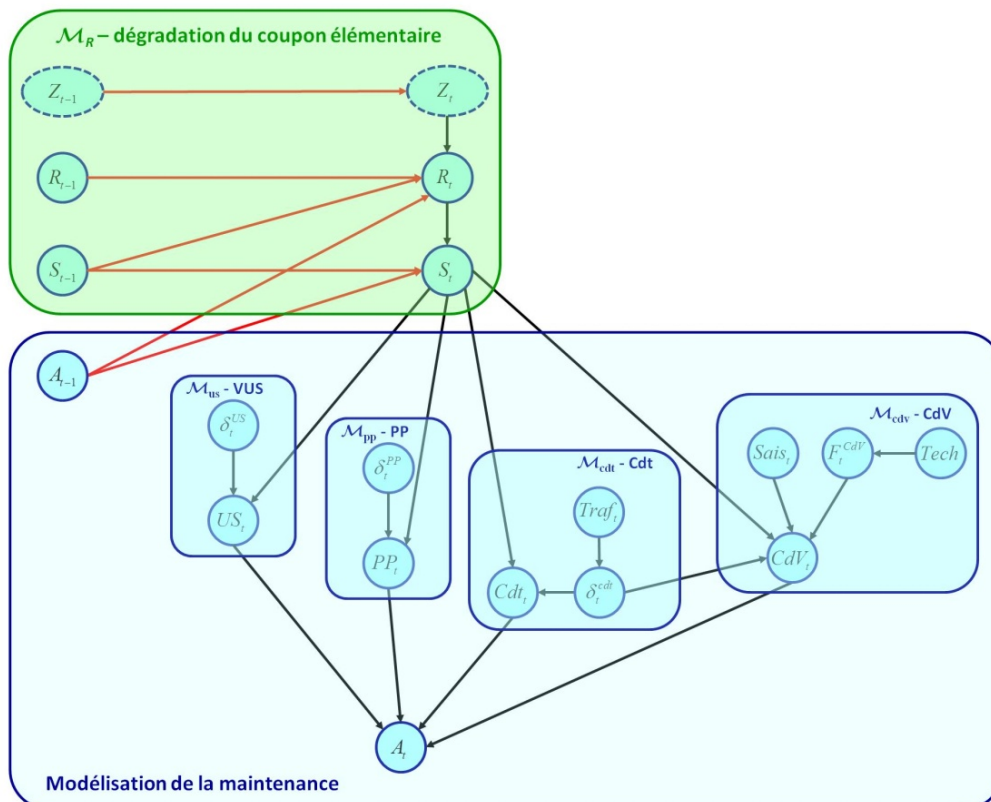 M_R – dégradation du coupon élémentaire
Z_{t-1}
Z_t
R_{t-1}
R_t
S_{t-1}
S_t
A_{t-1}
M_us - VUS
δ_t^{US}
US_t
M_pp - PP
δ_t^{PP}
PP_t
M_cdt - Cdt
Traf_t
Cdt_t
δ_t^{cdt}
M_cdv - CdV
Sais_t
F_t^{CdV}
Tech
CdV_t
A_t
Modélisation de la maintenance